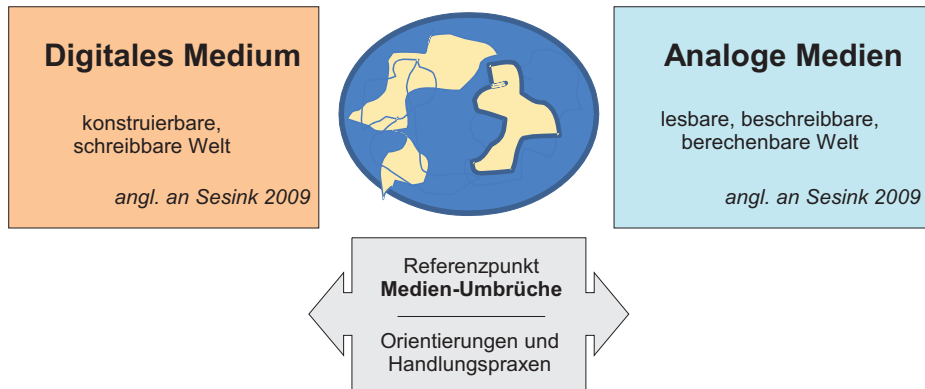 Digitales Medium
konstruierbare,
schreibbare Welt
angl. an Sesink 2009
Analoge Medien
lesbare, beschreibbare,
berechenbare Welt
angl. an Sesink 2009
Referenzpunkt
Medien-Umbrüche
Orientierungen und
Handlungspraxen